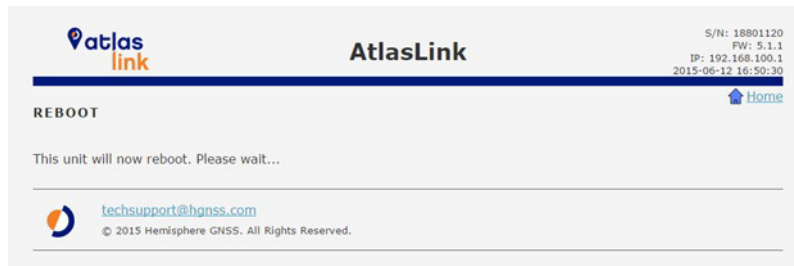 atlas
link
AtlasLink
S/N: 18801120
FW: 5.1.1
IP: 192.168.100.1
2015-06-12 16:50:30
Home
REBOOT
This unit will now reboot. Please wait...
techsupport@hgnss.com
© 2015 Hemisphere GNSS. All Rights Reserved.